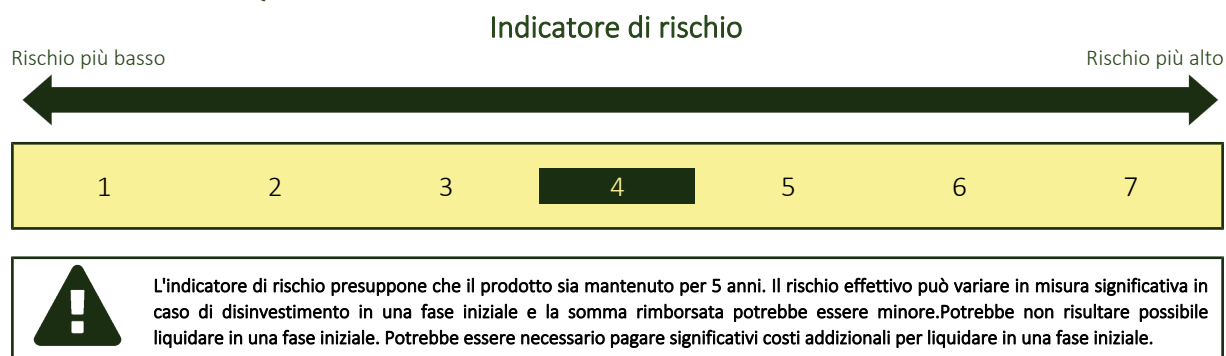 Indicatore di rischio
Rischio più basso
Rischio più alto
1 2 3 4 5 6 7
L'indicatore di rischio presuppone che il prodotto sia mantenuto per 5 anni. Il rischio effettivo può variare in misura significativa in
caso di disinvestimento in una fase iniziale e la somma rimborsata potrebbe essere minore.Potrebbe non risultare possibile
liquidare in una fase iniziale. Potrebbe essere necessario pagare significativi costi addizionali per liquidare in una fase iniziale.